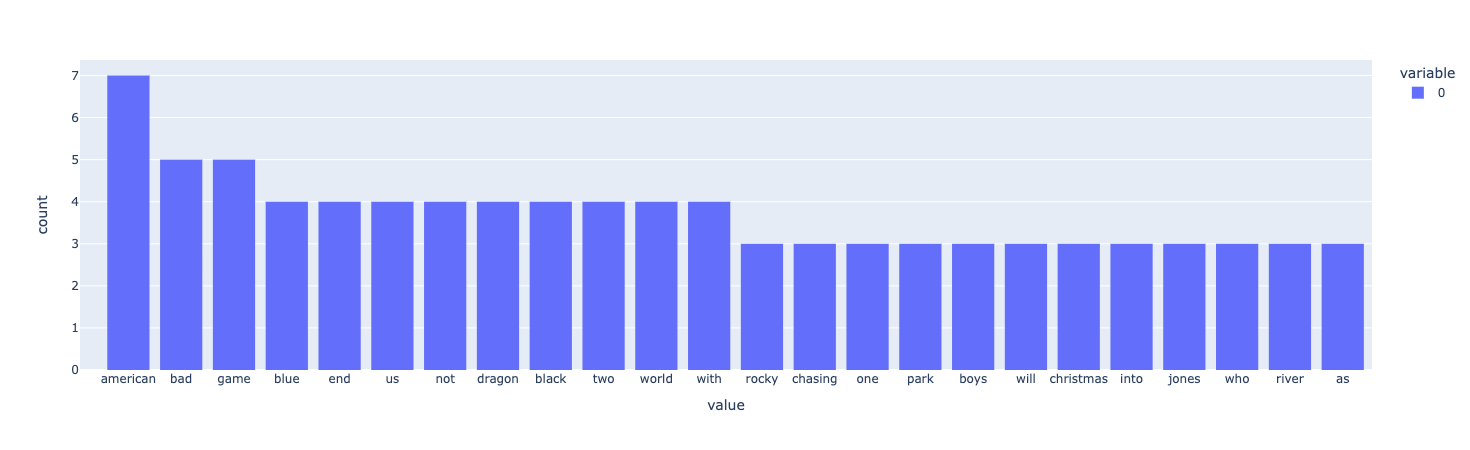 variable
0
7
6
5
4
3
2
1
0
count
american bad game blue end us not dragon black two world with rocky chasing one park boys will christmas into jones who river as
value